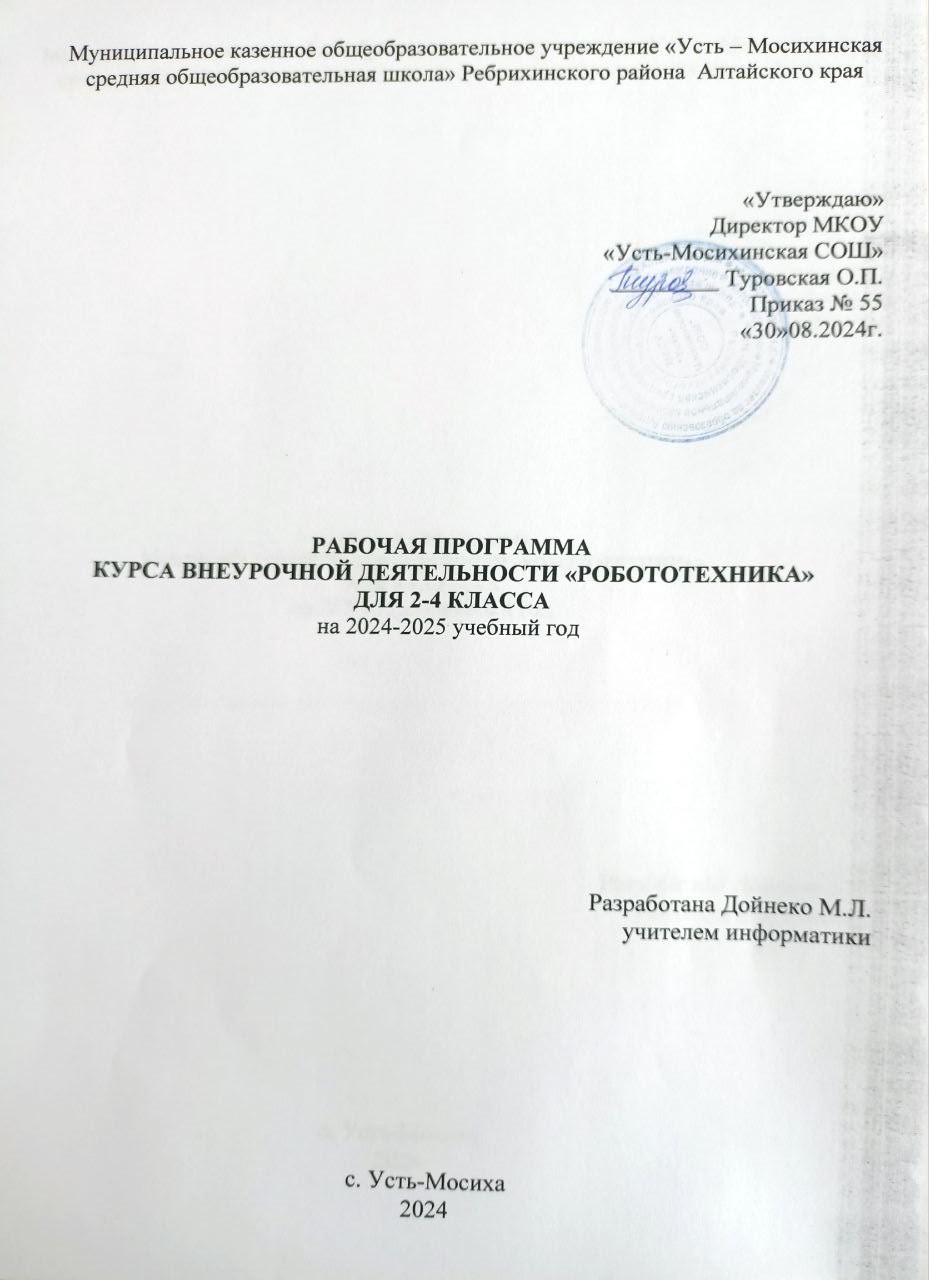 Муниципальное казенное общеобразовательное учреждение «Усть – Мосихинская
средняя общеобразовательная школа» Ребрихинского района Алтайского края
«Утверждаю»
Директор МКОУ
«Усть-Мосихинская СОШ»
Туровская О.П.
Приказ № 55
«30»08.2024г.
РАБОЧАЯ ПРОГРАММА
КУРСА ВНЕУРОЧНОЙ ДЕЯТЕЛЬНОСТИ «РОБОТОТЕХНИКА»
ДЛЯ 2-4 КЛАССА
на 2024-2025 учебный год
Разработана Дойнеко М.Л.
учителем информатики
с. Усть-Мосиха
2024